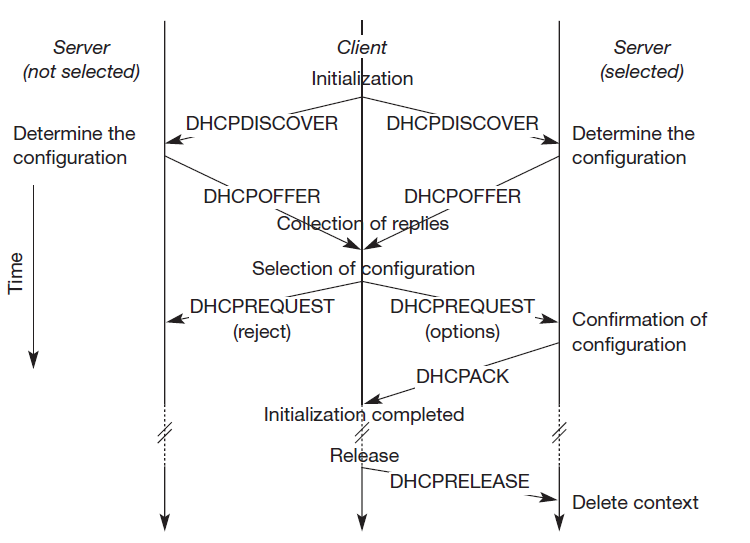 Server
(not selected)
Client
Server
(selected)
Initialization
DHCPDISCOVER
DHCPDISCOVER
Determine the
configuration
Determine the
configuration
DHCPOFFER
DHCPOFFER
Collection of replies
Time
Selection of configuration
DHCPREQUEST
(reject)
DHCPREQUEST
(options)
Confirmation of
configuration
DHCPACK
Initialization completed
Release
DHCPRELEASE
Delete context